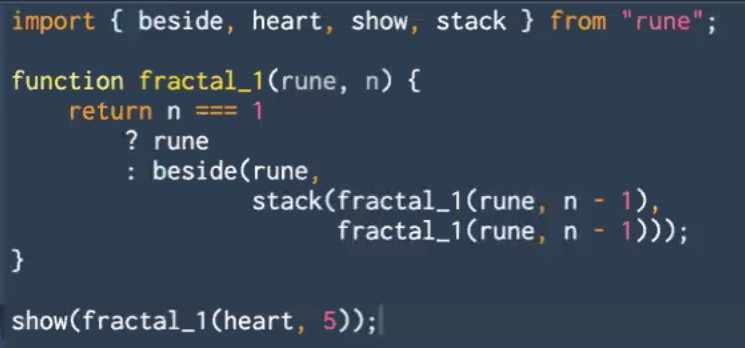 import { beside, heart, show, stack } from "rune";
function fractal_1(rune, n) {
    return n === 1
        ? rune
        : beside(rune,
                 stack(fractal_1(rune, n - 1),
                       fractal_1(rune, n - 1)));
}
show(fractal_1(heart, 5));